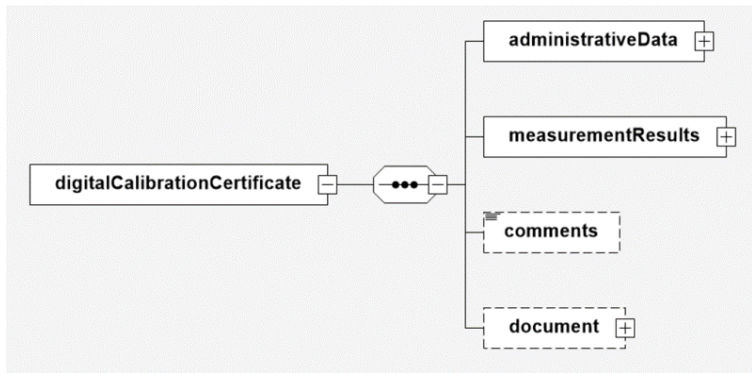 administrativeData
measurementResults
digitalCalibrationCertificate
comments
document